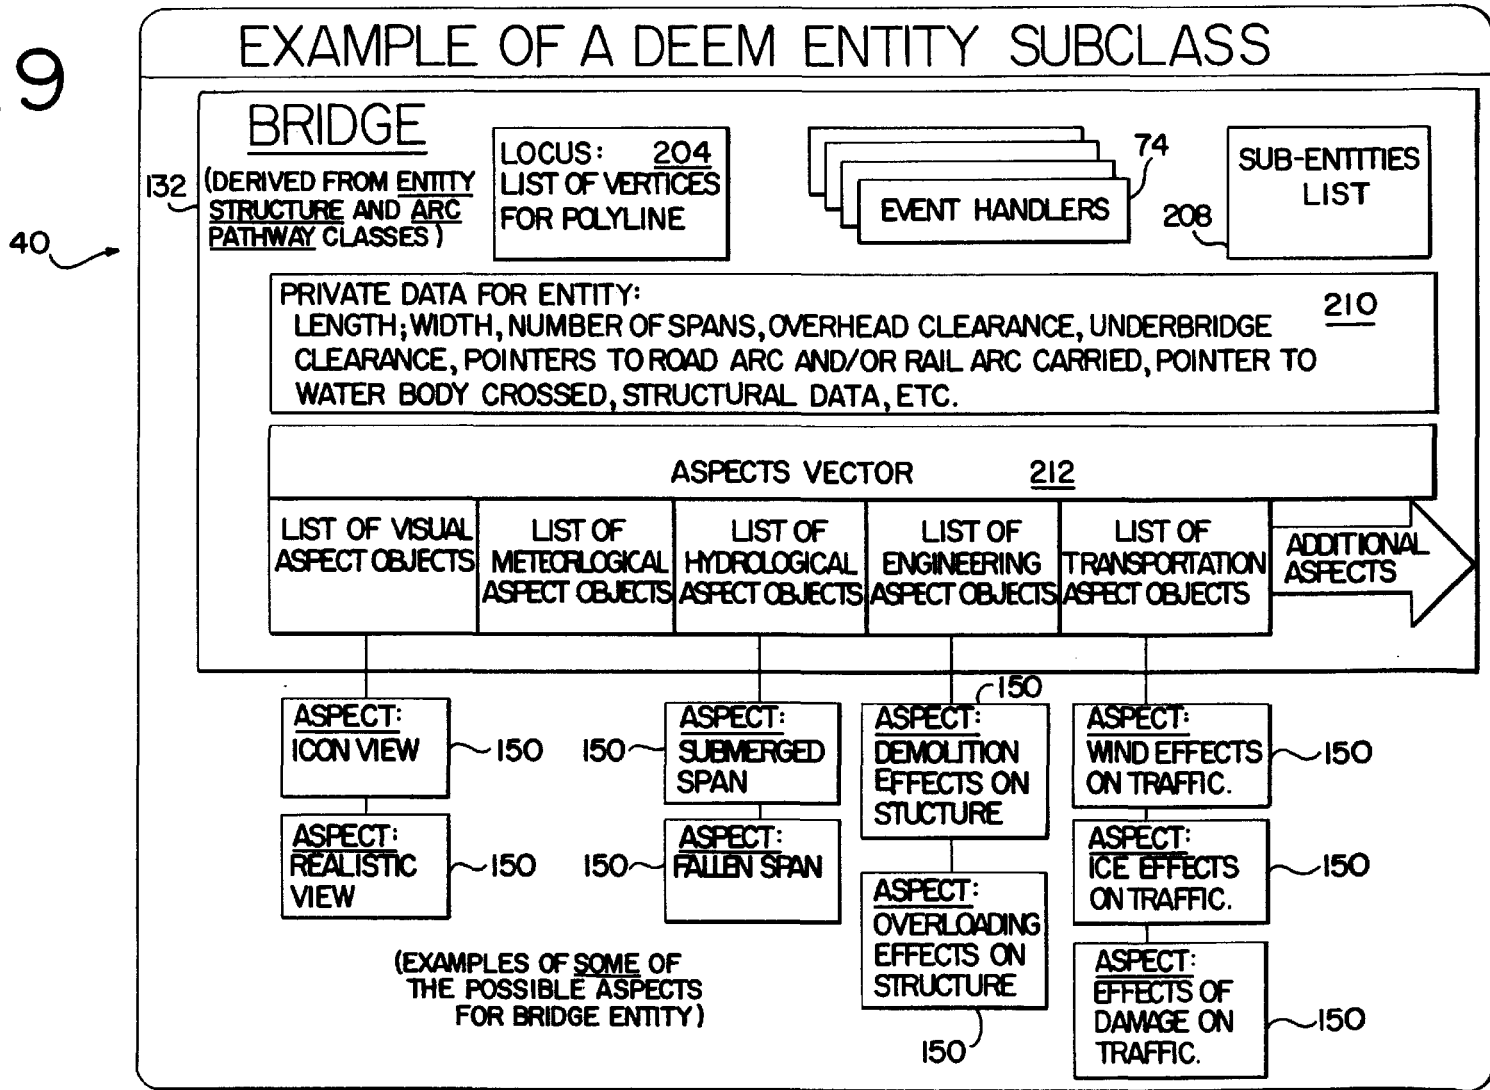 9
EXAMPLE OF A DEEM ENTITY SUBCLASS
BRIDGE
(DERIVED FROM ENTITY
STRUCTURE AND ARC
PATHWAY CLASSES)
132
40
LOCUS: 204
LIST OF VERTICES
FOR POLYLINE
EVENT HANDLERS
74
SUB-ENTITIES
LIST
208
PRIVATE DATA FOR ENTITY:
210
LENGTH; WIDTH, NUMBER OF SPANS, OVERHEAD CLEARANCE, UNDERBRIDGE
CLEARANCE, POINTERS TO ROAD ARC AND/OR RAIL ARC CARRIED, POINTER TO
WATER BODY CROSSED, STRUCTURAL DATA, ETC.
ASPECTS VECTOR 212
LIST OF VISUAL
ASPECT OBJECTS
LIST OF
METEORLOGICAL
ASPECT OBJECTS
LIST OF
HYDROLOGICAL
ASPECT OBJECTS
LIST OF
ENGINEERING
ASPECT OBJECTS
LIST OF
TRANSPORTATION
ASPECT OBJECTS
ADDITIONAL
ASPECTS
ASPECT:
ICON VIEW
150
ASPECT:
REALISTIC
VIEW
150
ASPECT:
SUBMERGED
SPAN
150
ASPECT:
FALLEN SPAN
150
150
ASPECT:
DEMOLITION
EFFECTS ON
STUCTURE
ASPECT:
OVERLOADING
EFFECTS ON
STRUCTURE
150
ASPECT:
WIND EFFECTS
ON TRAFFIC.
150
ASPECT:
ICE EFFECTS
ON TRAFFIC.
150
ASPECT:
EFFECTS OF
DAMAGE ON
TRAFFIC.
150
(EXAMPLES OF SOME OF
THE POSSIBLE ASPECTS
FOR BRIDGE ENTITY)